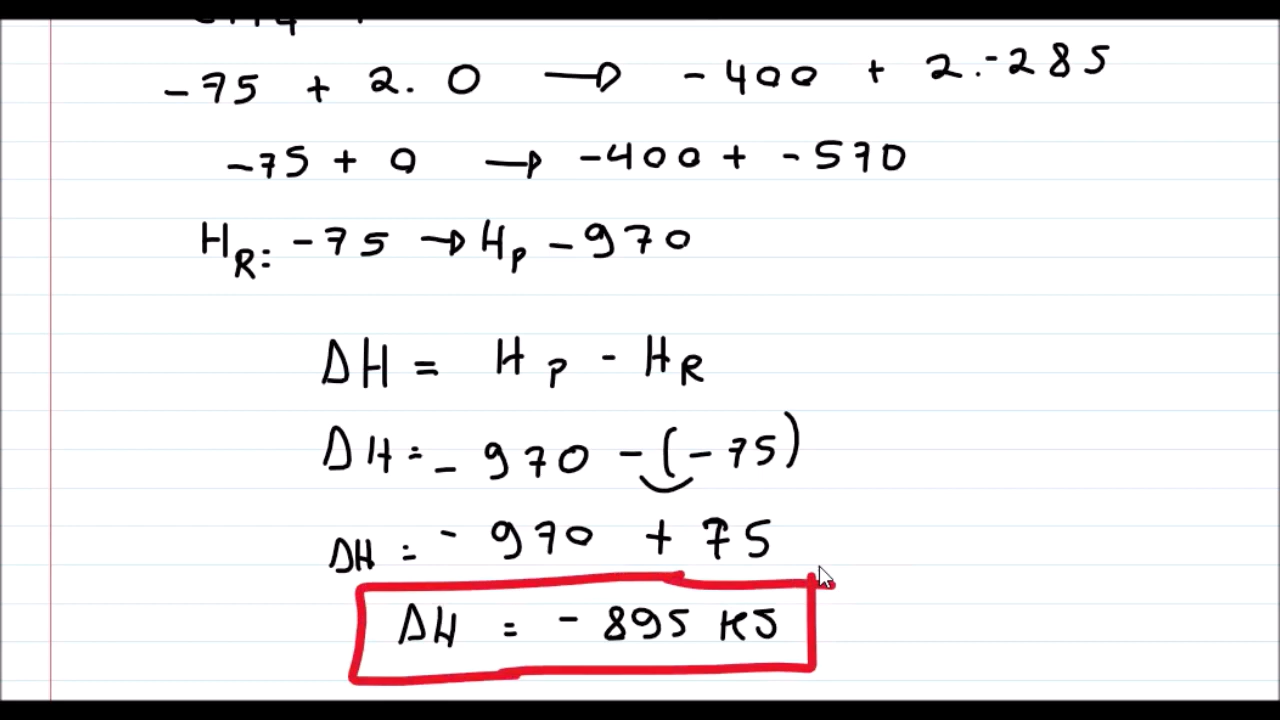 -75 + 2. 0 → -400 + 2.-285
-75 + 0 → -400 + -570
HR: -75 → Hp -970
ΔH = Hp - HR
ΔH = - 970 - (-75)
ΔH = - 970 + 75
ΔH = - 895 KJ